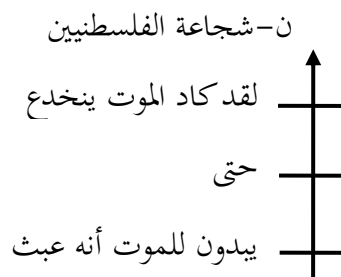 ن-شجاعة الفلسطنيين
لقد كاد الموت ينخدع
حتى
يبدون للموت أنه عبث